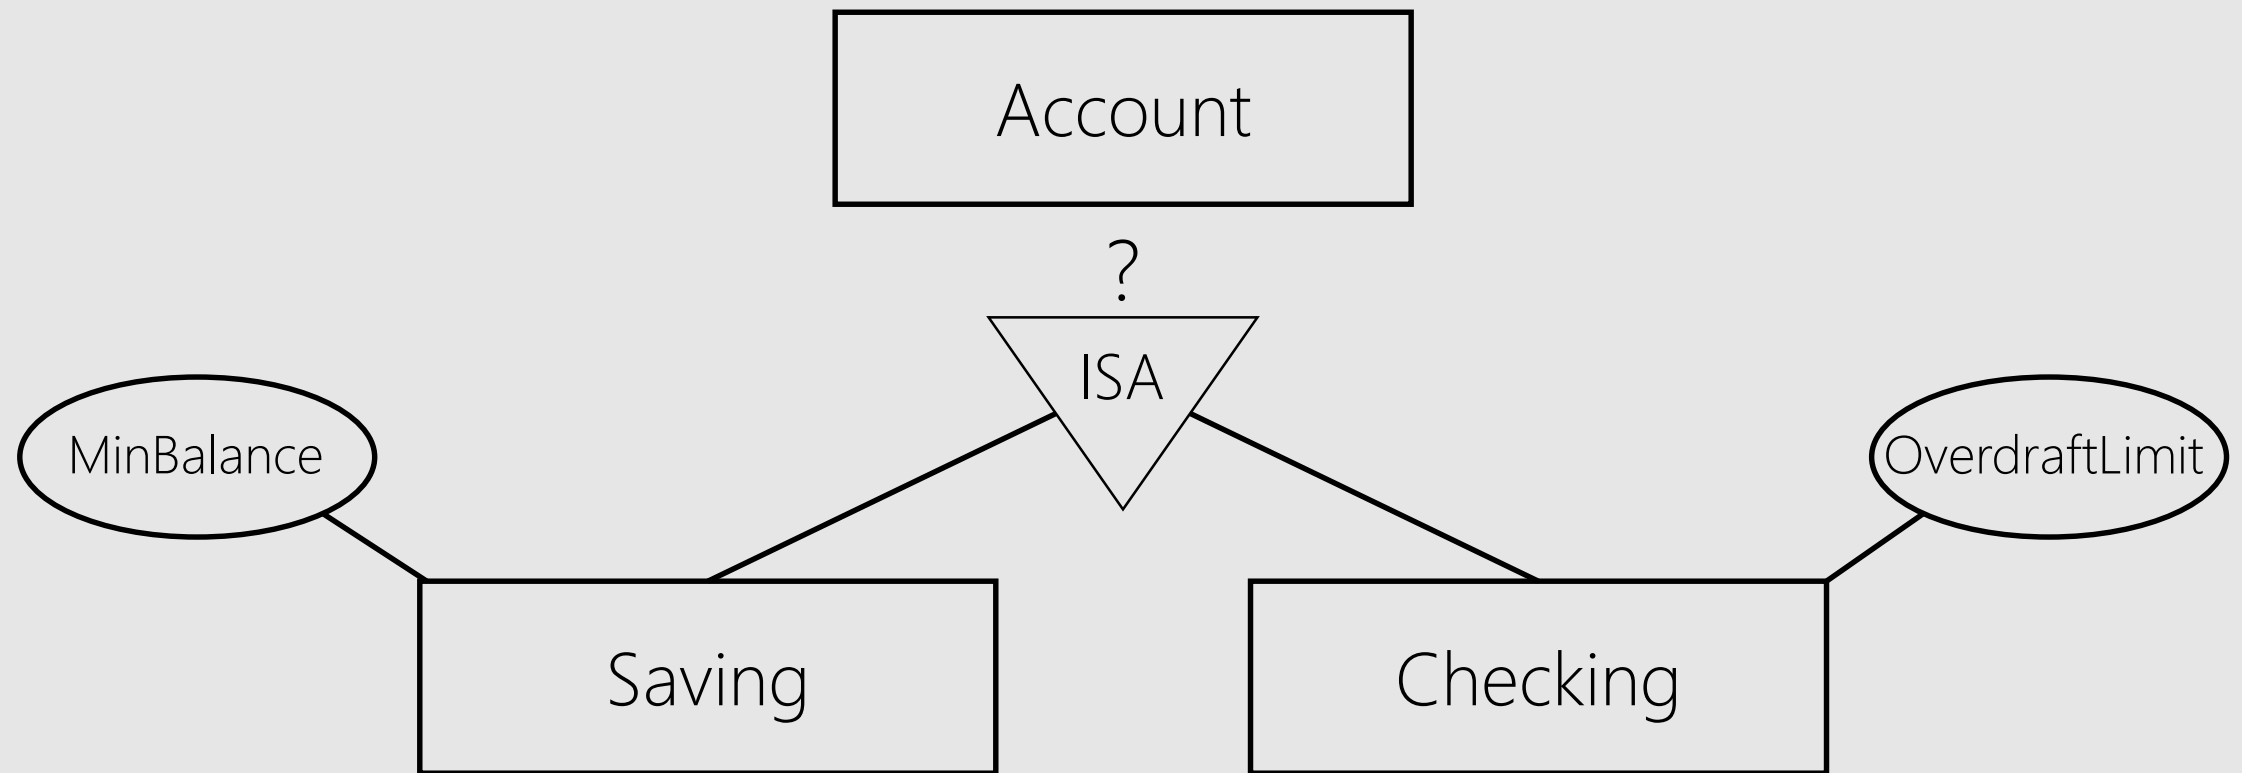 Account
?
ISA
MinBalance
OverdraftLimit
Saving
Checking